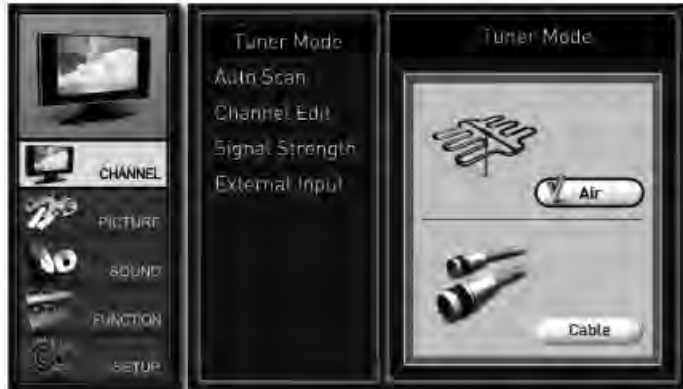 CHANNEL
PICTURE
SOUND
FUNCTION
SETUP
Tuner Mode
Auto Scan
Channel Edit
Signal Strength
External Input
Tuner Mode
Air
Cable